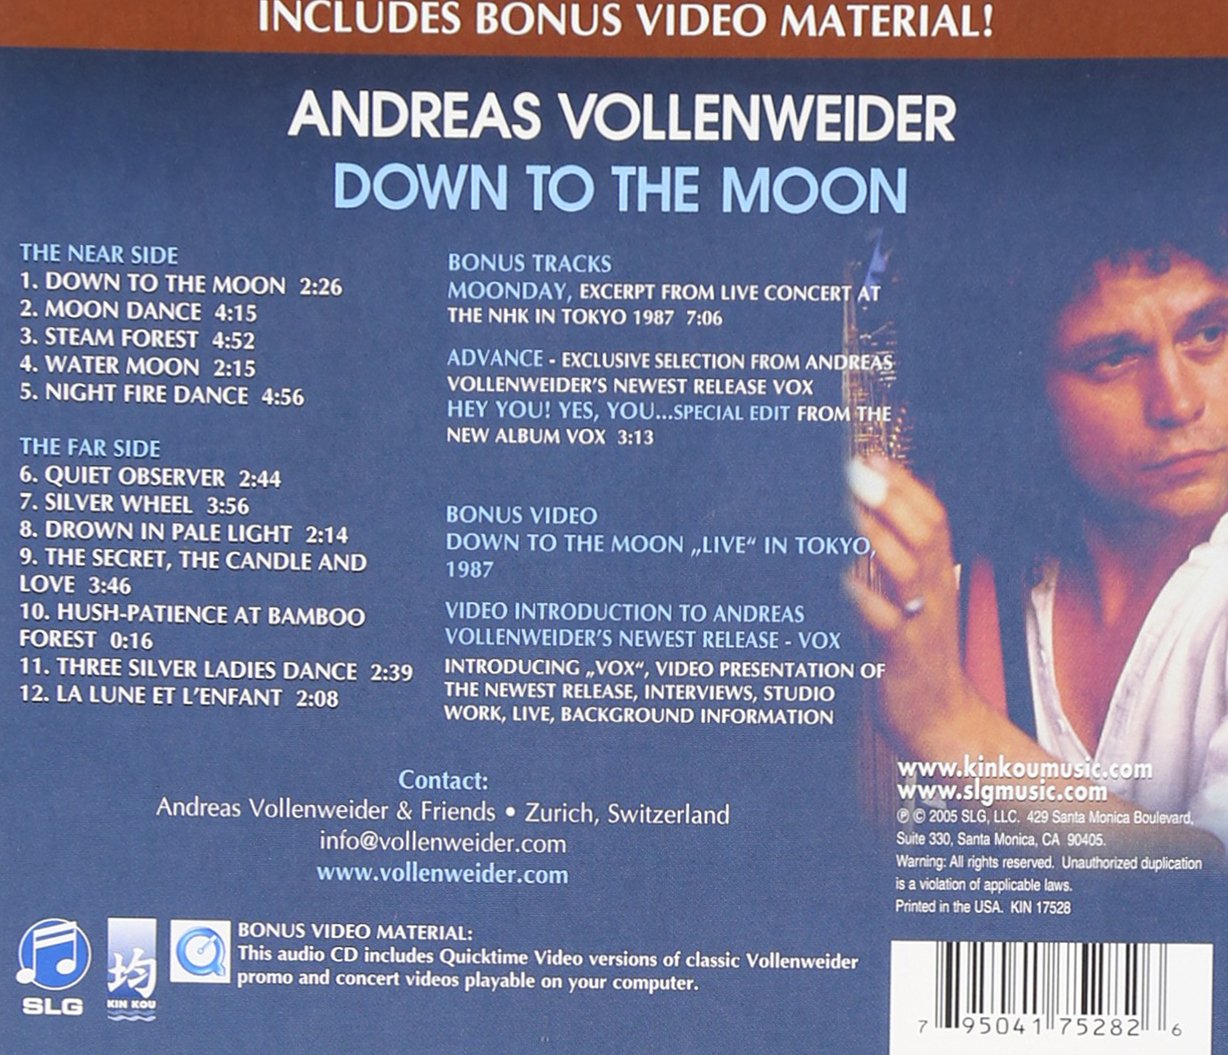 INCLUDES BONUS VIDEO MATERIAL!
ANDREAS VOLLENWEIDER
DOWN TO THE MOON
THE NEAR SIDE
1. DOWN TO THE MOON 2:26
2. MOON DANCE 4:15
3. STEAM FOREST 4:52
4. WATER MOON 2:15
5. NIGHT FIRE DANCE 4:56
THE FAR SIDE
6. QUIET OBSERVER 2:44
7. SILVER WHEEL 3:56
8. DROWN IN PALE LIGHT 2:14
9. THE SECRET, THE CANDLE AND
LOVE 3:46
10. HUSH-PATIENCE AT BAMBOO
FOREST 0:16
11. THREE SILVER LADIES DANCE 2:39
12. LA LUNE ET L'ENFANT 2:08
BONUS TRACKS
MOONDAY, EXCERPT FROM LIVE CONCERT AT
THE NHK IN TOKYO 1987 7:06
ADVANCE - EXCLUSIVE SELECTION FROM ANDREAS
VOLLENWEIDER'S NEWEST RELEASE VOX
HEY YOU! YES, YOU...SPECIAL EDIT FROM THE
NEW ALBUM VOX 3:13
BONUS VIDEO
DOWN TO THE MOON „LIVE“ IN TOKYO,
1987
VIDEO INTRODUCTION TO ANDREAS
VOLLENWEIDER'S NEWEST RELEASE - VOX
INTRODUCING „VOX“, VIDEO PRESENTATION OF
THE NEWEST RELEASE, INTERVIEWS, STUDIO
WORK, LIVE, BACKGROUND INFORMATION
Contact:
Andreas Vollenweider & Friends • Zurich, Switzerland
info@vollenweider.com
www.vollenweider.com
www.kinkoumusic.com
www.slgmusic.com
℗ © 2005 SLG, LLC. 429 Santa Monica Boulevard,
Suite 330, Santa Monica, CA 90405.
Warning: All rights reserved. Unauthorized duplication
is a violation of applicable laws.
Printed in the USA. KIN 17528
SLG
均
KIN KOU
BONUS VIDEO MATERIAL:
This audio CD includes Quicktime Video versions of classic Vollenweider
promo and concert videos playable on your computer.
7 95041 75282 6